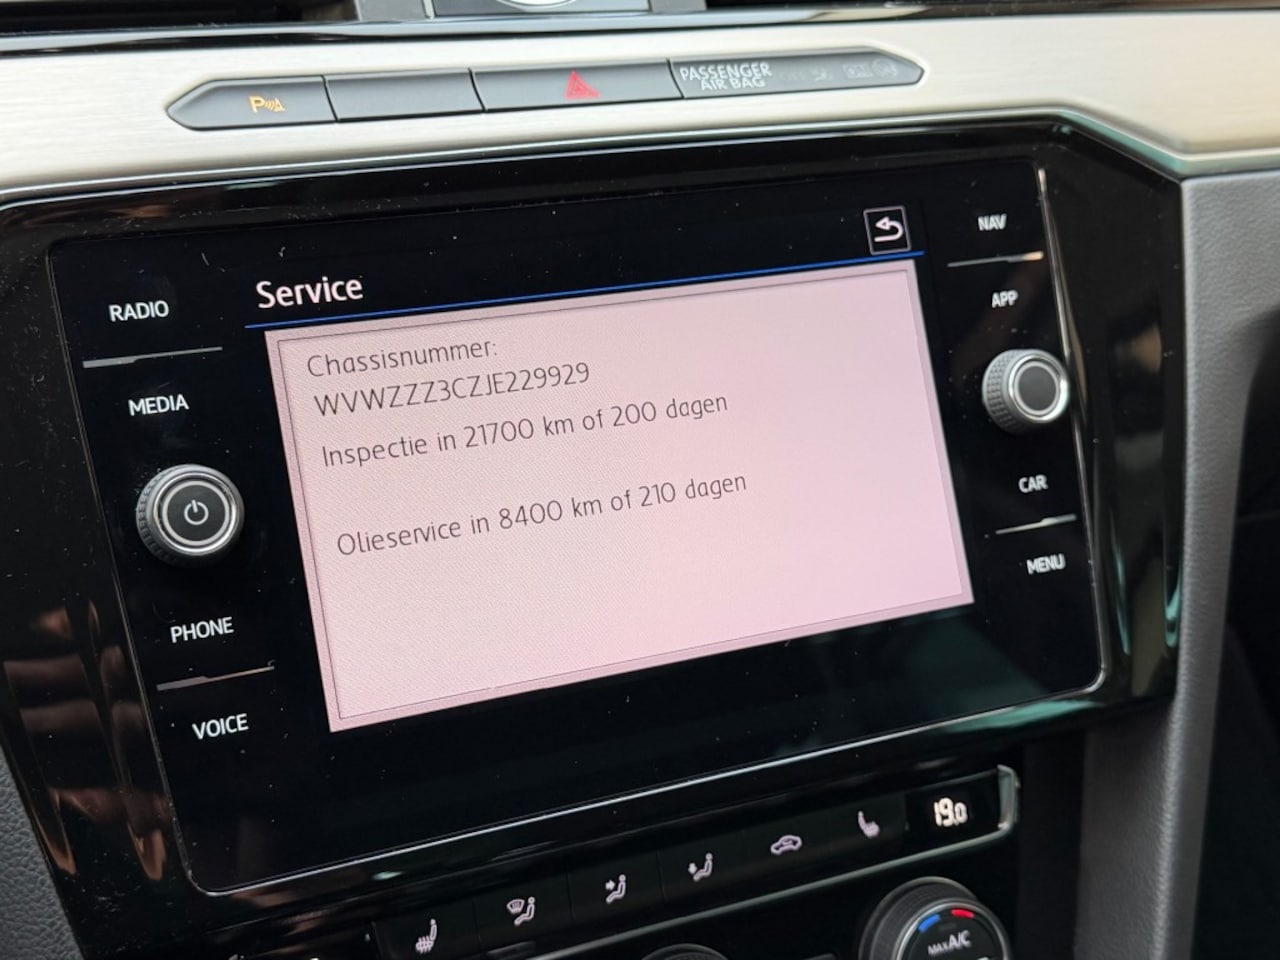 PASSENGER
AIR BAG
NAV
Service
RADIO
APP
Chassisnummer:
WVWZZZ3CZJE229929
MEDIA
Inspectie in 21700 km of 200 dagen
CAR
Olieservice in 8400 km of 210 dagen
MENU
PHONE
VOICE
19.0
MAX A/C